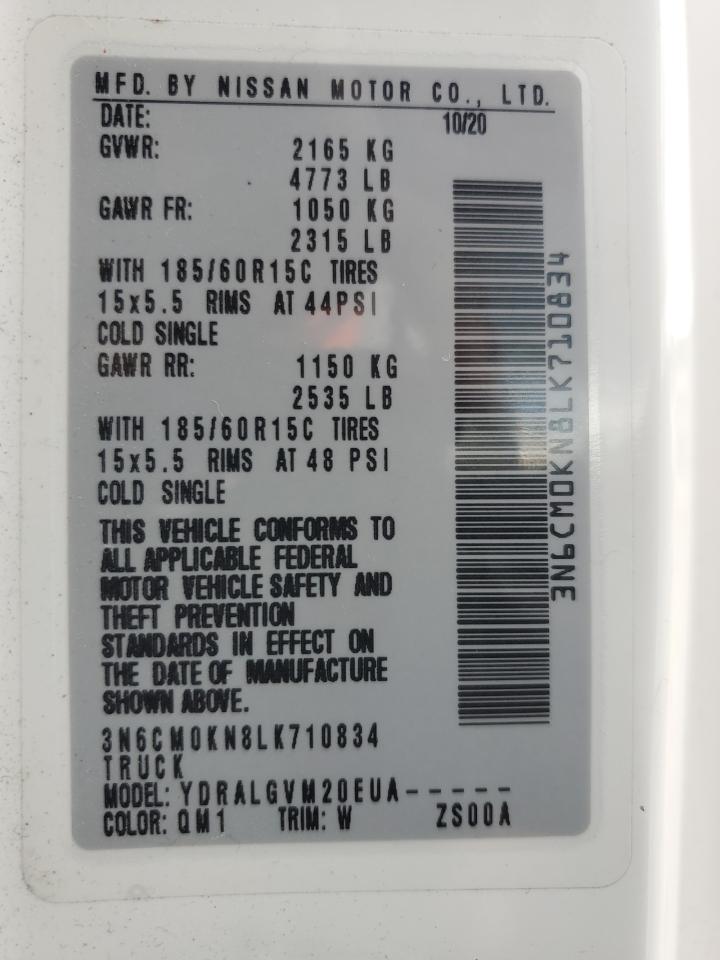 MFD. BY NISSAN MOTOR CO., LTD.
DATE: 10/20
GVWR: 2165 KG
4773 LB
GAWR FR: 1050 KG
2315 LB
WITH 185/60R15C TIRES
15x5.5 RIMS AT 44PSI
COLD SINGLE
GAWR RR: 1150 KG
2535 LB
WITH 185/60R15C TIRES
15x5.5 RIMS AT 48 PSI
COLD SINGLE
THIS VEHICLE CONFORMS TO
ALL APPLICABLE FEDERAL
MOTOR VEHICLE SAFETY AND
THEFT PREVENTION
STANDARDS IN EFFECT ON
THE DATE OF MANUFACTURE
SHOWN ABOVE.
3N6CM0KN8LK710834
TRUCK
MODEL: YDRALGVM20EUA-----
COLOR: QM1 TRIM: W ZS00A
3N6CM0KN8LK710834